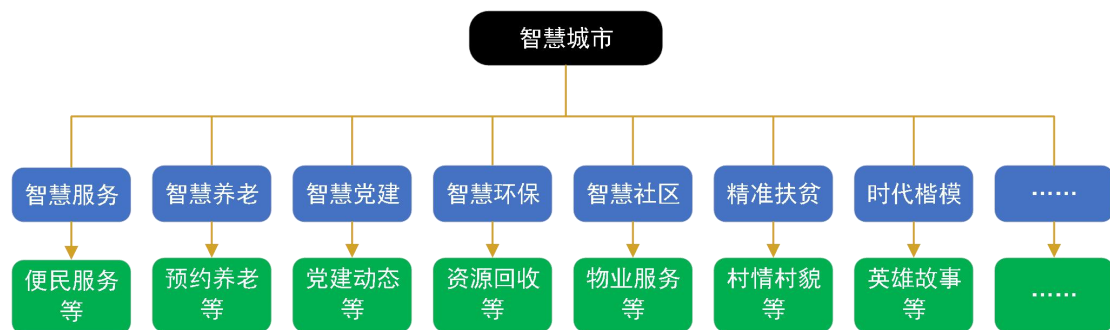 智慧城市
智慧服务
智慧养老
智慧党建
智慧环保
智慧社区
精准扶贫
时代楷模
……
便民服务
等
预约养老
等
党建动态
等
资源回收
等
物业服务
等
村情村貌
等
英雄故事
等
……